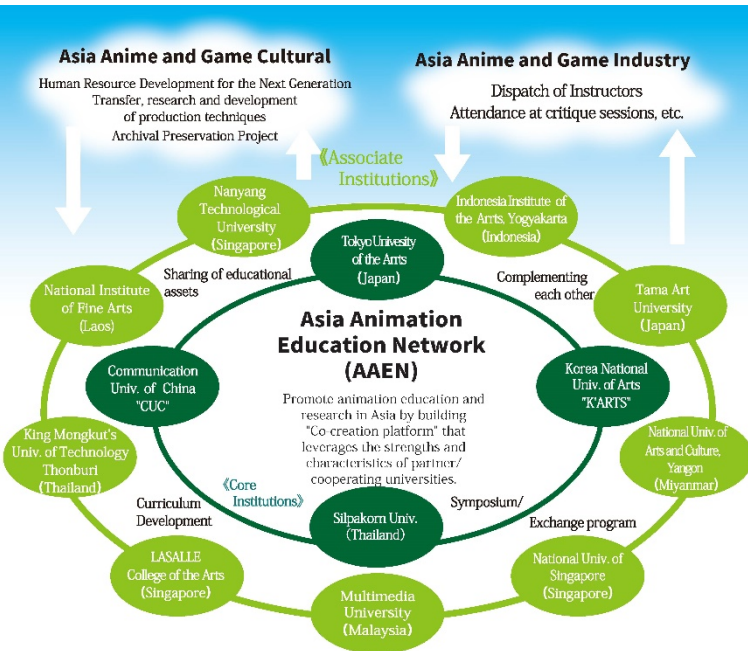 Asia Anime and Game Cultural
Human Resource Development for the Next Generation
Transfer, research and development
of production techniques
Archival Preservation Project
Asia Anime and Game Industry
Dispatch of Instructors
Attendance at critique sessions, etc.
《Associate
Institutions》
Nanyang
Technological
University
(Singapore)
Indonesia Institute of
the Arrts, Yogyakarta
(Indonesia)
Tokyo Univesity
of the Arrts
(Japan)
Sharing of educational
assets
Complementing
each other
National Institute
of Fine Arts
(Laos)
Tama Art
University
(Japan)
Asia Animation
Education Network
(AAEN)
Promote animation education and
research in Asia by building
"Co-creation platform" that
leverages the strengths and
characteristics of partner/
cooperating universities.
Communication
Univ. of China
"CUC"
Korea National
Univ. of Arts
"K'ARTS"
King Mongkut's
Univ. of Technology
Thonburi
(Thailand)
National Univ. of
Arts and Culture,
Yangon
(Miyanmar)
《Core
Institutions》
Curriculum
Development
Silpakorn Univ.
(Thailand)
Symposium/
Exchange program
LASALLE
College of the Arts
(Singapore)
Multimedia
University
(Malaysia)
National Univ. of
Singapore
(Singapore)